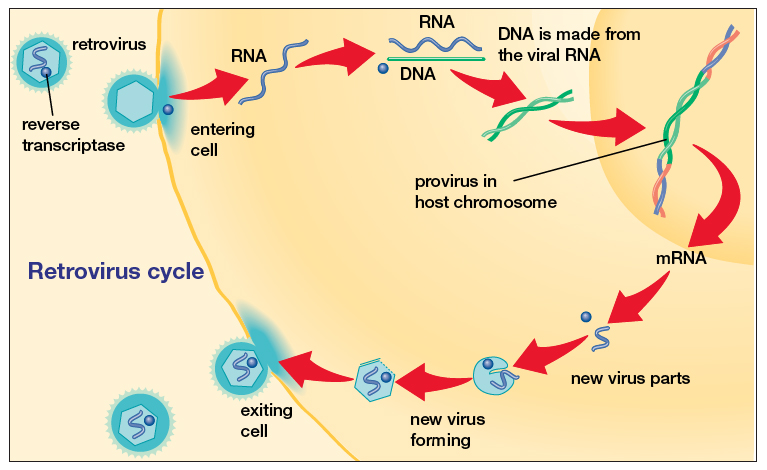 retrovirus
reverse
transcriptase
RNA
entering
cell
RNA
DNA
DNA is made from
the viral RNA
provirus in
host chromosome
mRNA
new virus parts
new virus
forming
exiting
cell
Retrovirus cycle